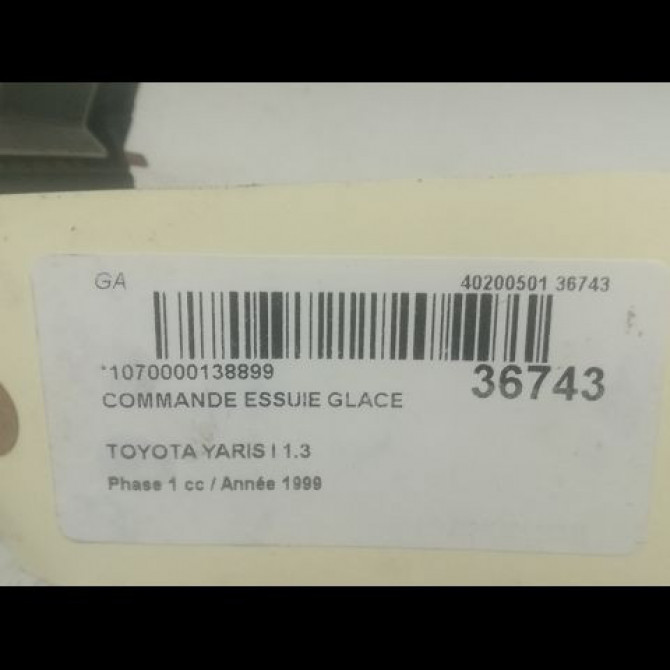 GA 40200501 36743
*1070000138899 36743
COMMANDE ESSUIE GLACE
TOYOTA YARIS I 1.3
Phase 1 cc / Année 1999